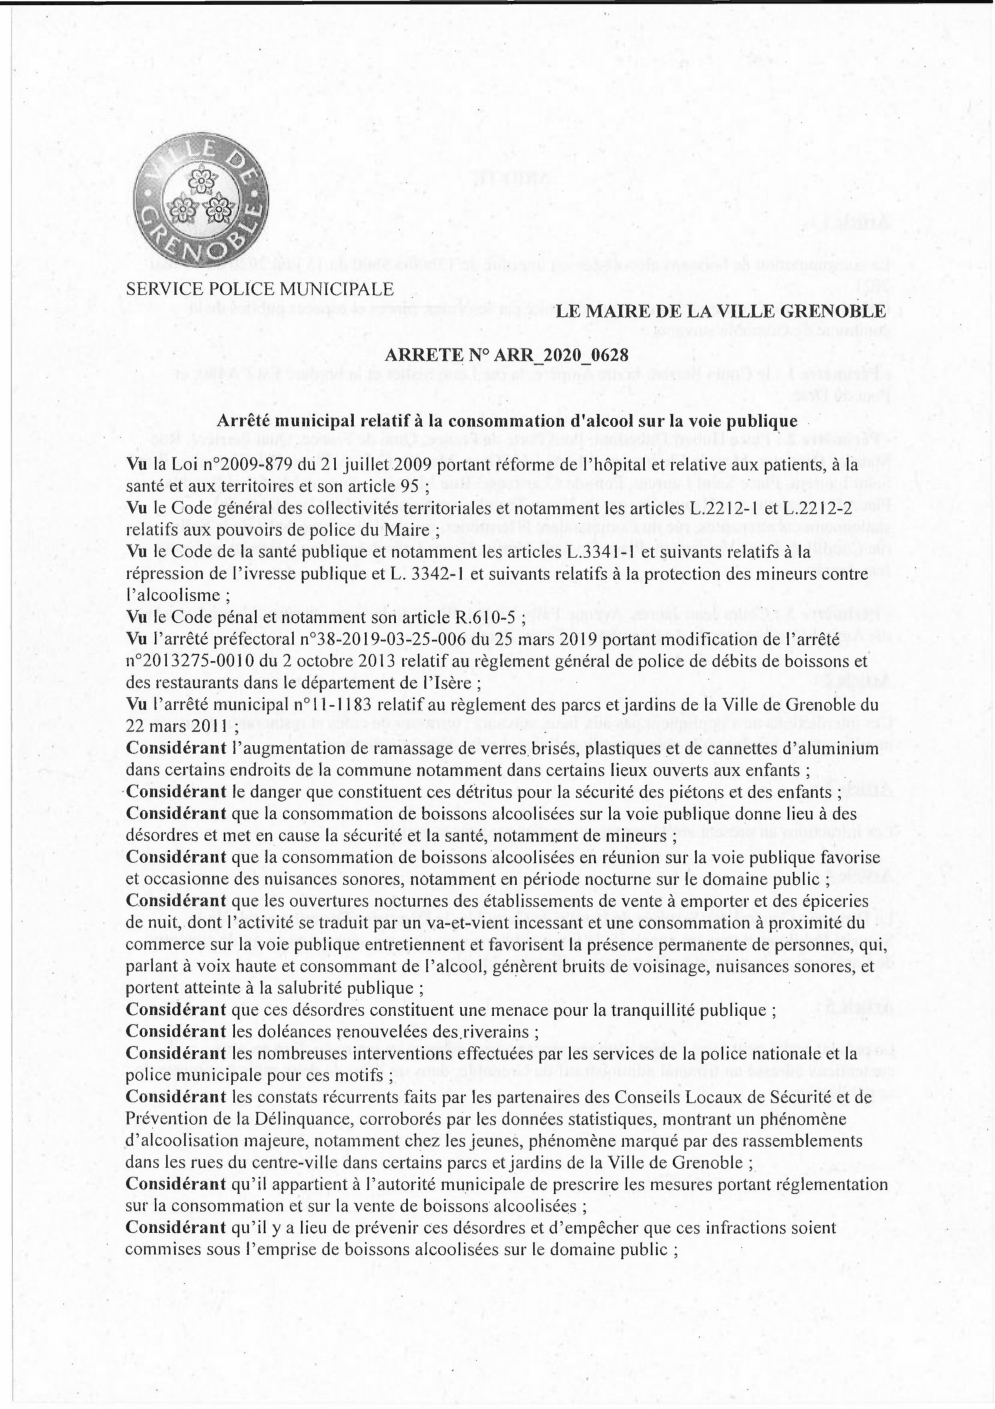 VILLE DE GRENOBLE
SERVICE POLICE MUNICIPALE
LE MAIRE DE LA VILLE GRENOBLE
ARRETE N° ARR_2020_0628
Arrêté municipal relatif à la consommation d'alcool sur la voie publique
Vu la Loi n°2009-879 du 21 juillet 2009 portant réforme de l'hôpital et relative aux patients, à la
santé et aux territoires et son article 95 ;
Vu le Code général des collectivités territoriales et notamment les articles L.2212-1 et L.2212-2
relatifs aux pouvoirs de police du Maire ;
Vu le Code de la santé publique et notamment les articles L.3341-1 et suivants relatifs à la
répression de l'ivresse publique et L. 3342-1 et suivants relatifs à la protection des mineurs contre
l'alcoolisme ;
Vu le Code pénal et notamment son article R.610-5 ;
Vu l'arrêté préfectoral n°38-2019-03-25-006 du 25 mars 2019 portant modification de l'arrêté
n°2013275-0010 du 2 octobre 2013 relatif au règlement général de police de débits de boissons et
des restaurants dans le département de l'Isère ;
Vu l'arrêté municipal n°11-1183 relatif au règlement des parcs et jardins de la Ville de Grenoble du
22 mars 2011 ;
Considérant l'augmentation de ramassage de verres brisés, plastiques et de cannettes d'aluminium
dans certains endroits de la commune notamment dans certains lieux ouverts aux enfants ;
Considérant le danger que constituent ces détritus pour la sécurité des piétons et des enfants ;
Considérant que la consommation de boissons alcoolisées sur la voie publique donne lieu à des
désordres et met en cause la sécurité et la santé, notamment de mineurs ;
Considérant que la consommation de boissons alcoolisées en réunion sur la voie publique favorise
et occasionne des nuisances sonores, notamment en période nocturne sur le domaine public ;
Considérant que les ouvertures nocturnes des établissements de vente à emporter et des épiceries
de nuit, dont l'activité se traduit par un va-et-vient incessant et une consommation à proximité du
commerce sur la voie publique entretiennent et favorisent la présence permanente de personnes, qui,
parlant à voix haute et consommant de l'alcool, génèrent bruits de voisinage, nuisances sonores, et
portent atteinte à la salubrité publique ;
Considérant que ces désordres constituent une menace pour la tranquillité publique ;
Considérant les doléances renouvelées des riverains ;
Considérant les nombreuses interventions effectuées par les services de la police nationale et la
police municipale pour ces motifs ;
Considérant les constats récurrents faits par les partenaires des Conseils Locaux de Sécurité et de
Prévention de la Délinquance, corroborés par les données statistiques, montrant un phénomène
d'alcoolisation majeure, notamment chez les jeunes, phénomène marqué par des rassemblements
dans les rues du centre-ville dans certains parcs et jardins de la Ville de Grenoble ;
Considérant qu'il appartient à l'autorité municipale de prescrire les mesures portant réglementation
sur la consommation et sur la vente de boissons alcoolisées ;
Considérant qu'il y a lieu de prévenir ces désordres et d'empêcher que ces infractions soient
commises sous l'emprise de boissons alcoolisées sur le domaine public ;